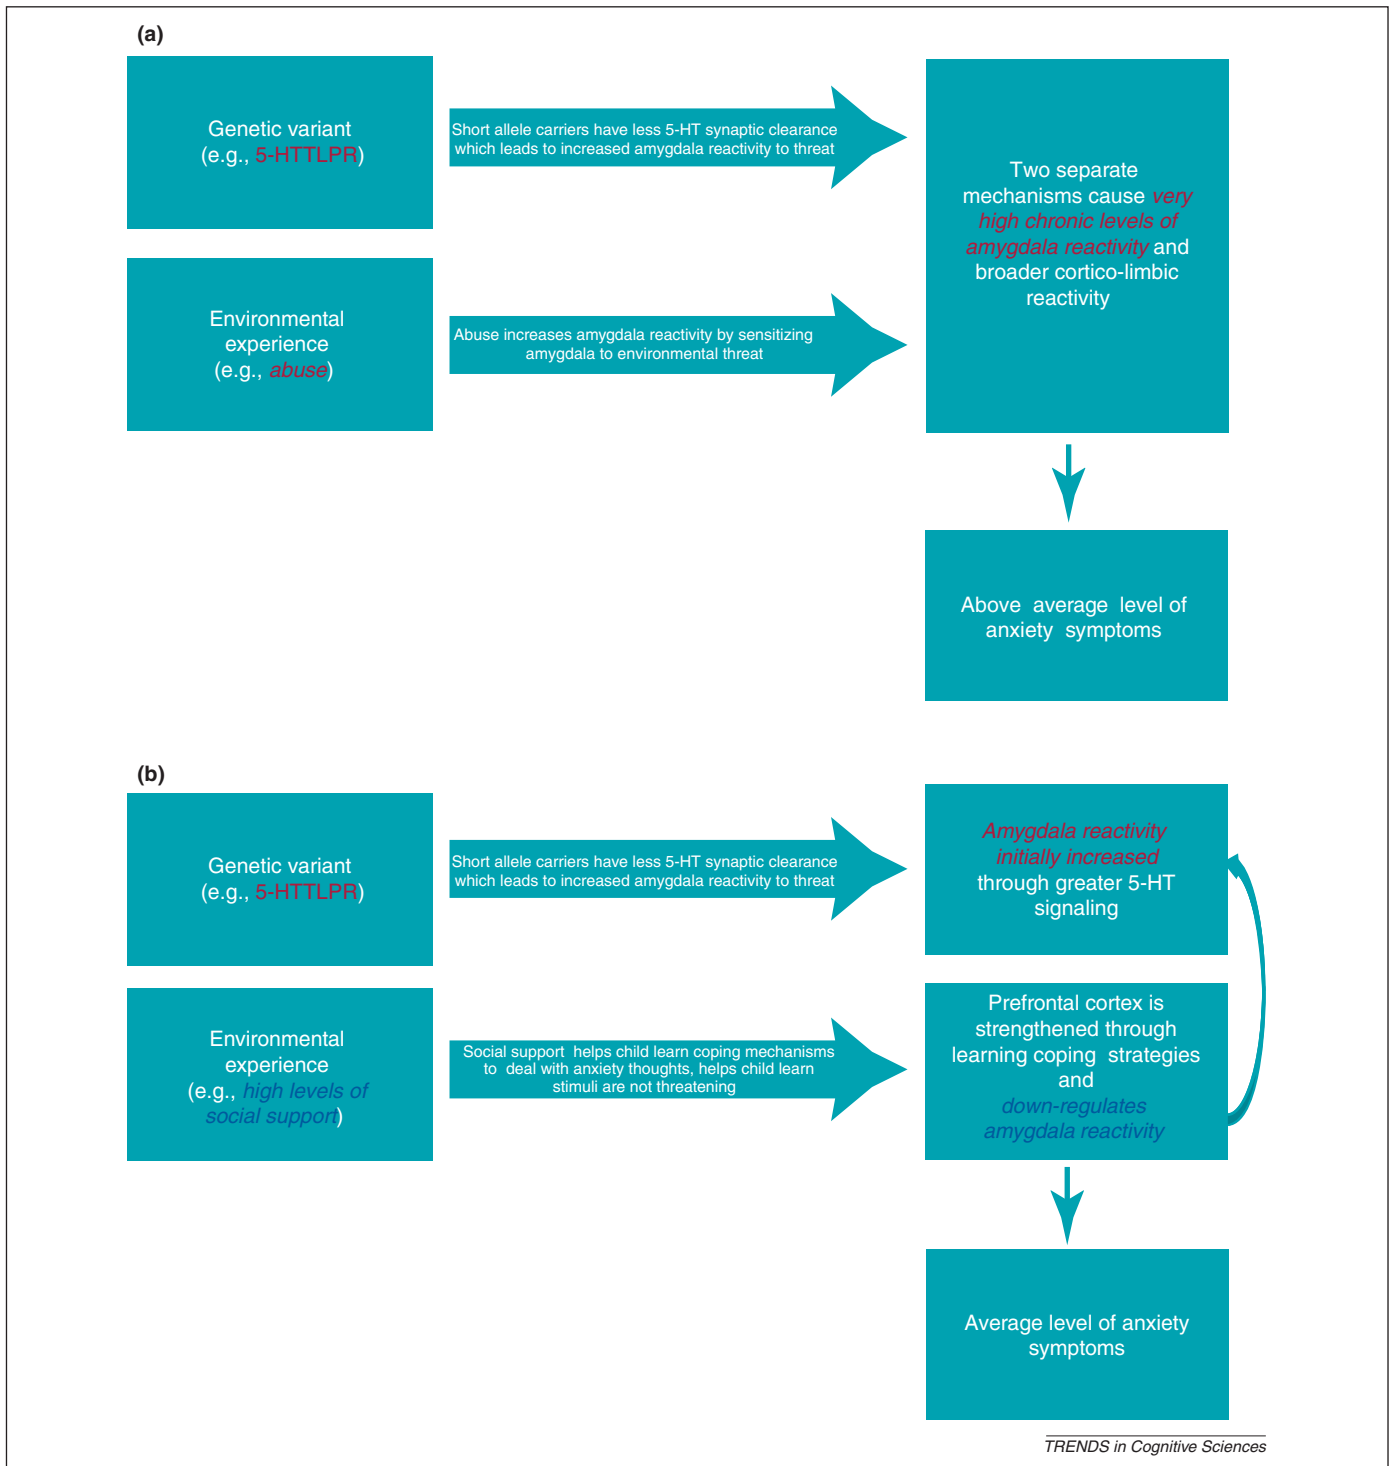 (a)
Genetic variant
(e.g., 5-HTTLPR)
Short allele carriers have less 5-HT synaptic clearance
which leads to increased amygdala reactivity to threat
Two separate
mechanisms cause very
high chronic levels of
amygdala reactivity and
broader cortico-limbic
reactivity
Environmental
experience
(e.g., abuse)
Abuse increases amygdala reactivity by sensitizing
amygdala to environmental threat
Above average level of
anxiety symptoms
(b)
Genetic variant
(e.g., 5-HTTLPR)
Short allele carriers have less 5-HT synaptic clearance
which leads to increased amygdala reactivity to threat
Amygdala reactivity
initially increased
through greater 5-HT
signaling
Environmental
experience
(e.g., high levels of
social support)
Social support helps child learn coping mechanisms
to deal with anxiety thoughts, helps child learn
stimuli are not threatening
Prefrontal cortex is
strengthened through
learning coping strategies
and
down-regulates
amygdala reactivity
Average level of anxiety
symptoms
TRENDS in Cognitive Sciences